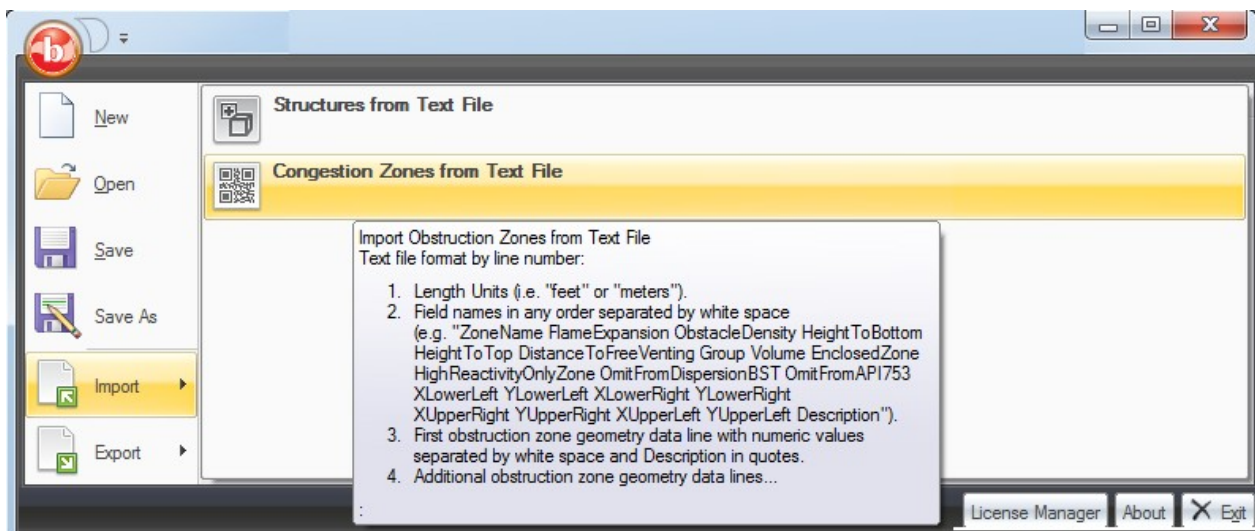 b
New
Open
Save
Save As
Import
Export
Structures from Text File
Congestion Zones from Text File
Import Obstruction Zones from Text File
Text file format by line number:
1. Length Units (i.e. "feet" or "meters").
2. Field names in any order separated by white space
(e.g. "ZoneName FlameExpansion ObstacleDensity HeightToBottom
HeightToTop DistanceToFreeVenting Group Volume EnclosedZone
HighReactivityOnlyZone OmitFromDispersionBST OmitFromAPI753
XLowerLeft YLowerLeft XLowerRight YLowerRight
XUpperRight YUpperRight XUpperLeft YUpperLeft Description").
3. First obstruction zone geometry data line with numeric values
separated by white space and Description in quotes.
4. Additional obstruction zone geometry data lines...
:
License Manager About Exit